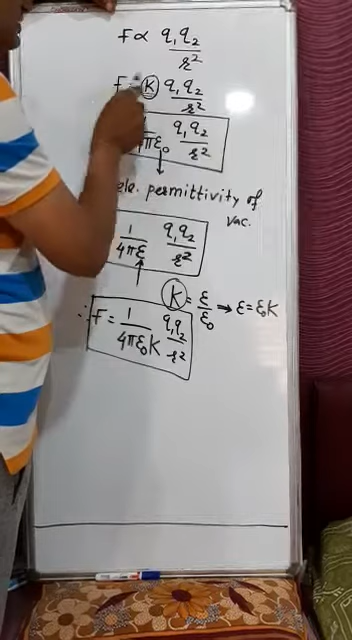 F ∝ q₁q₂/r²
F = K q₁q₂/r²
1/4πε₀ q₁q₂/r²
ele. permittivity of
vac.
1/4πε q₁q₂/r²
K = ε/ε₀ → ε = ε₀K
∴ F = 1/4πε₀K q₁q₂/r²